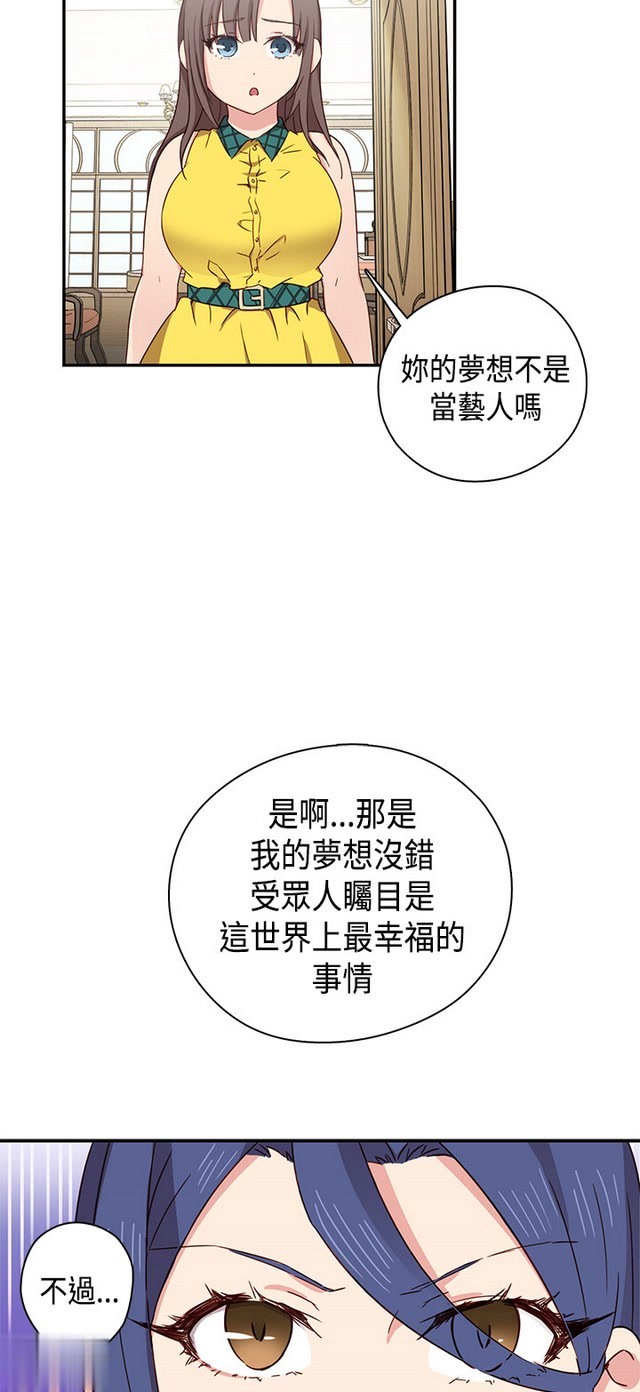 妳的夢想不是
當藝人嗎
是啊...那是
我的夢想沒錯
受眾人矚目是
這世界上最幸福的
事情
不過...